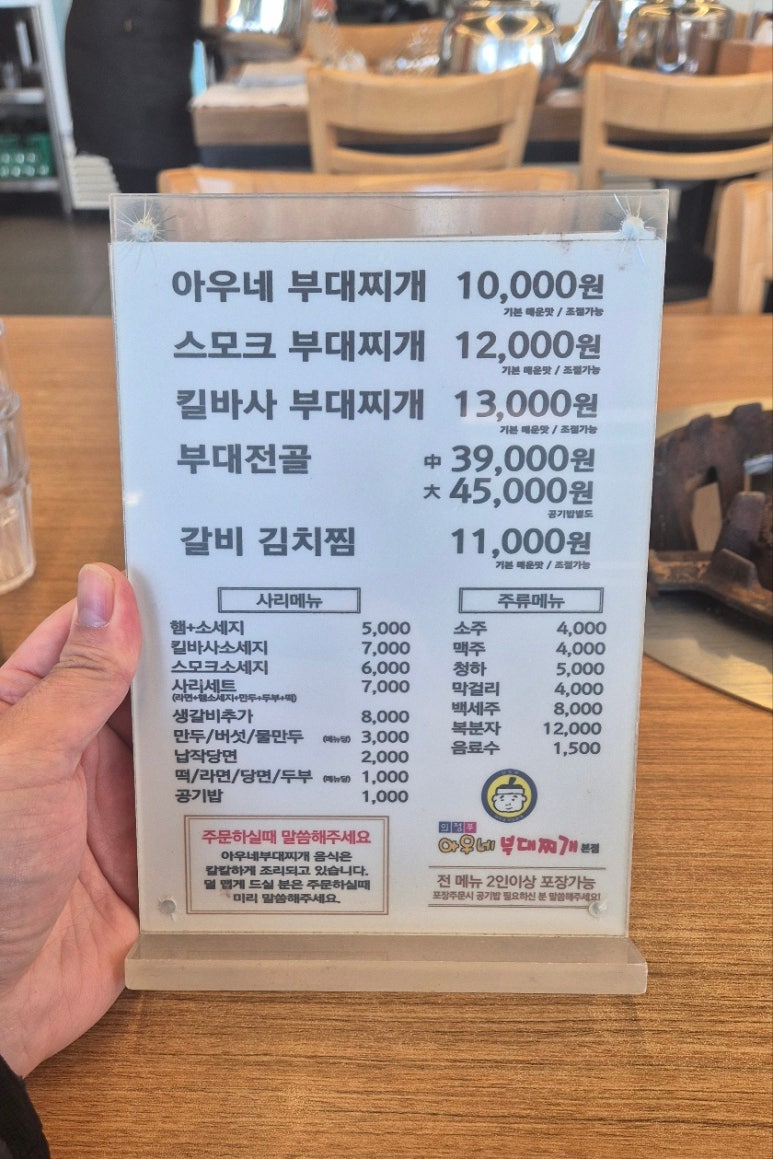 아우네 부대찌개 10,000원
기본 매운맛 / 조절가능
스모크 부대찌개 12,000원
기본 매운맛 / 조절가능
킬바사 부대찌개 13,000원
기본 매운맛 / 조절가능
부대전골 中 39,000원
大 45,000원
공기밥별도
갈비 김치찜 11,000원
기본 매운맛 / 조절가능
사리메뉴
햄+소세지 5,000
킬바사소세지 7,000
스모크소세지 6,000
사리세트 7,000
(라면+햄소세지+만두+두부+떡)
생갈비추가 8,000
만두/버섯/물만두 (메뉴당) 3,000
납작당면 2,000
떡/라면/당면/두부 (메뉴당) 1,000
공기밥 1,000
주문하실때 말씀해주세요
아우네부대찌개 음식은
칼칼하게 조리되고 있습니다.
덜 맵게 드실 분은 주문하실때
미리 말씀해주세요.
주류메뉴
소주 4,000
맥주 4,000
청하 5,000
막걸리 4,000
백세주 8,000
복분자 12,000
음료수 1,500
의정부
아우네 부대찌개 본점
전 메뉴 2인이상 포장가능
포장주문시 공기밥 필요하신 분 말씀해주세요!